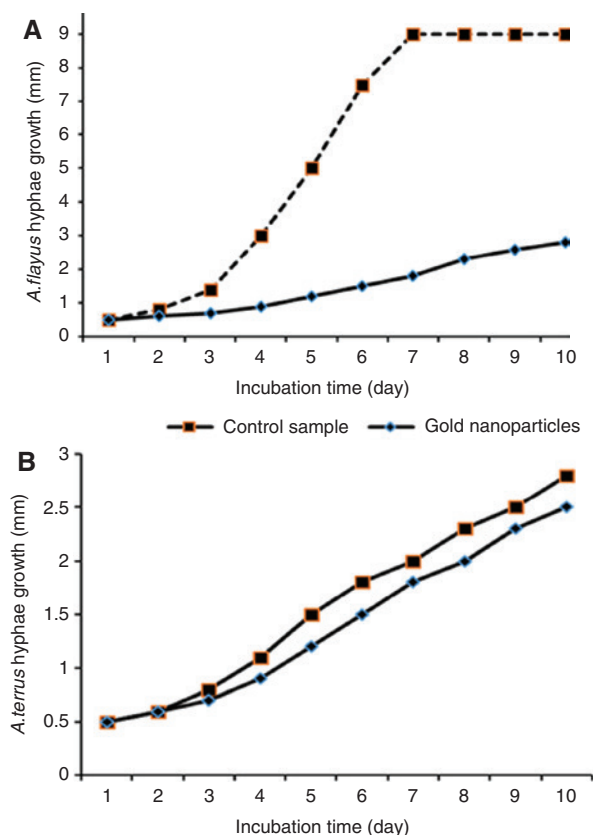 A
A.flayus hyphae growth (mm)
9
8
7
6
5
4
3
2
1
0
1 2 3 4 5 6 7 8 9 10
Incubation time (day)
Control sample Gold nanoparticles
B
A.terrus hyphae growth (mm)
3
2.5
2
1.5
1
0.5
0
1 2 3 4 5 6 7 8 9 10
Incubation time (day)